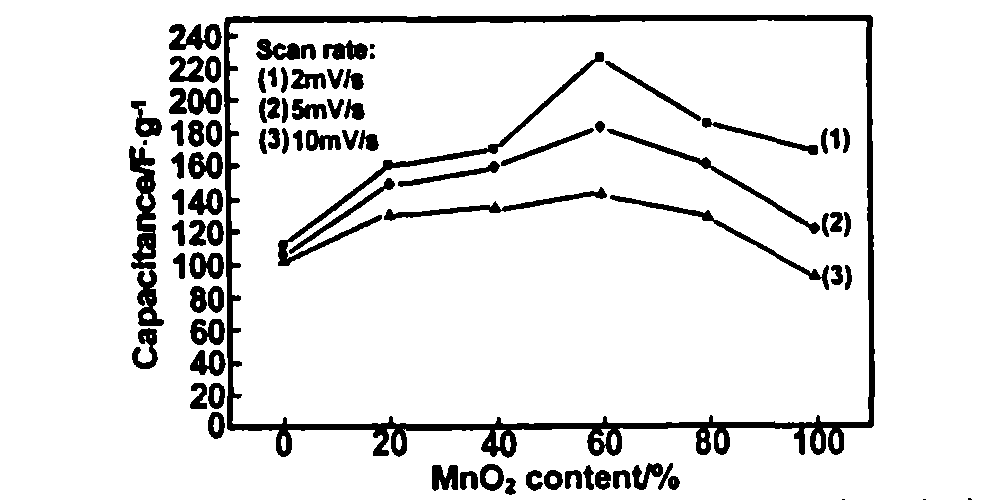 Scan rate:
(1)2mV/s
(2)5mV/s
(3)10mV/s
Capacitance/F·g⁻¹
240
220
200
180
160
140
120
100
80
60
40
20
0
(1)
(2)
(3)
0 20 40 60 80 100
MnO₂ content/%